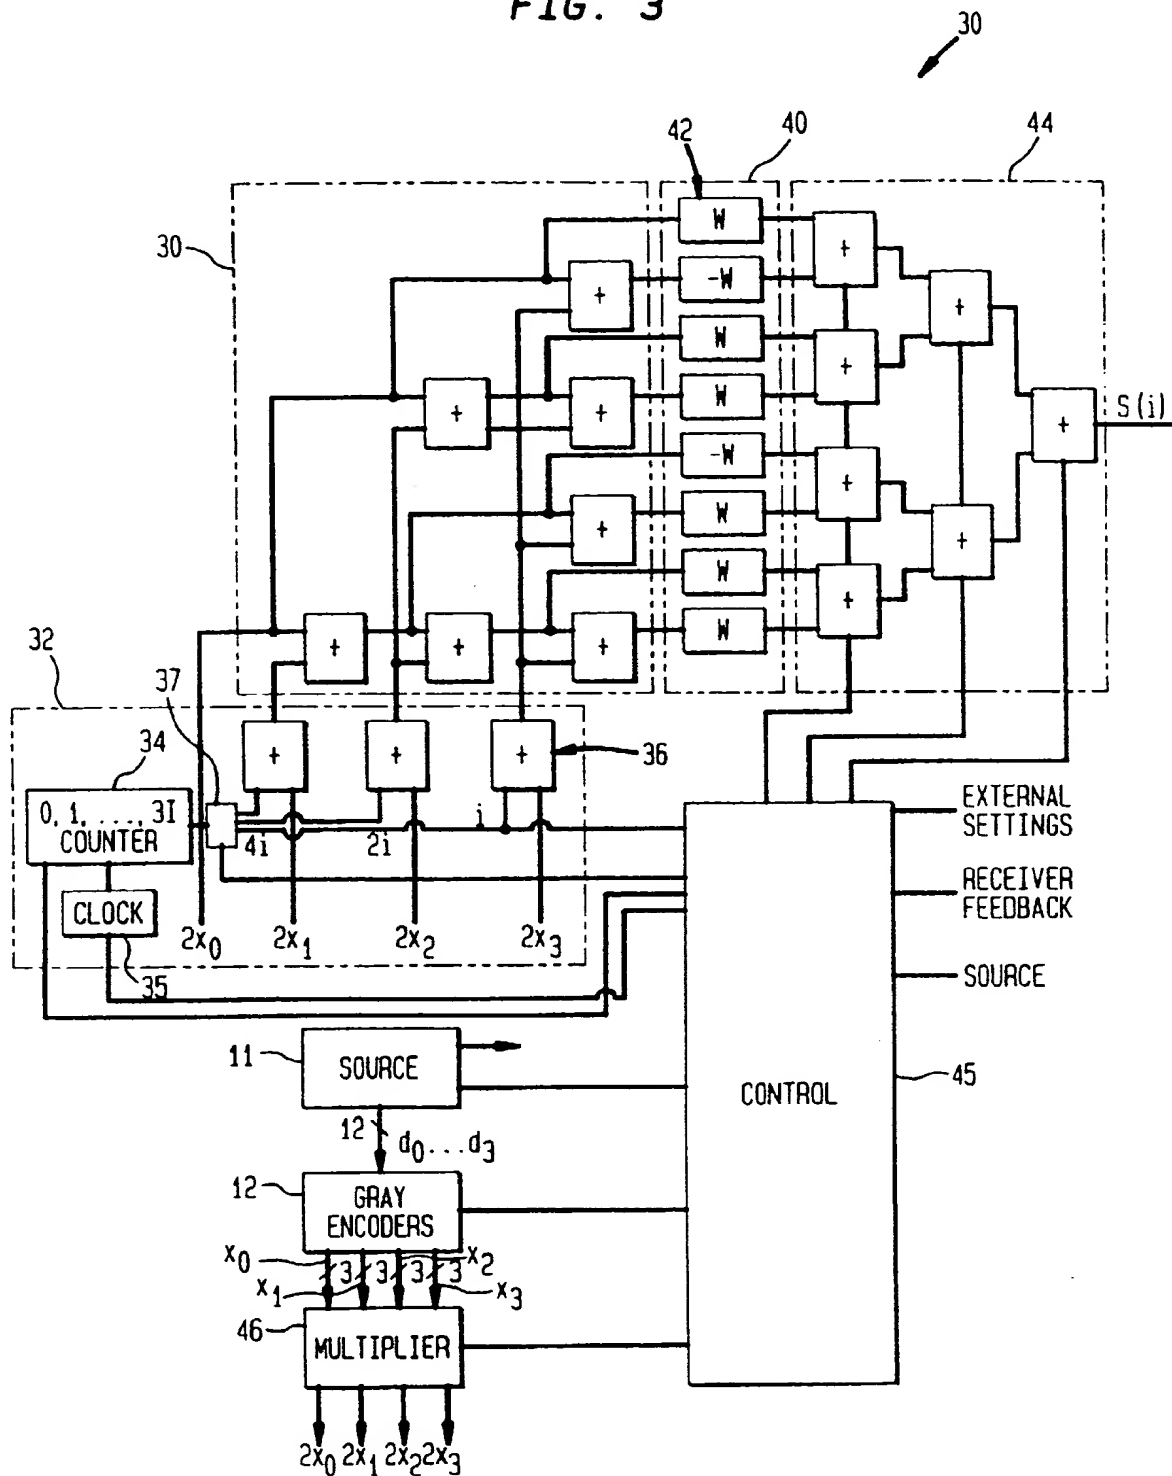 FIG. 3
30
42
40
44
30
W
+
-W
+
+
W
+
+
W
+
+
+
S(i)
-W
+
W
+
+
W
+
+
+
+
W
32
37
34
+
+
+
36
0, 1, ..., 3I
COUNTER
4i
2i
i
EXTERNAL
SETTINGS
CLOCK
RECEIVER
FEEDBACK
2x0
2x1
2x2
2x3
35
SOURCE
11
SOURCE
CONTROL
45
12
d0...d3
12
GRAY
ENCODERS
x0
3
3
3
3
x2
x1
x3
46
MULTIPLIER
2x0 2x1 2x2 2x3